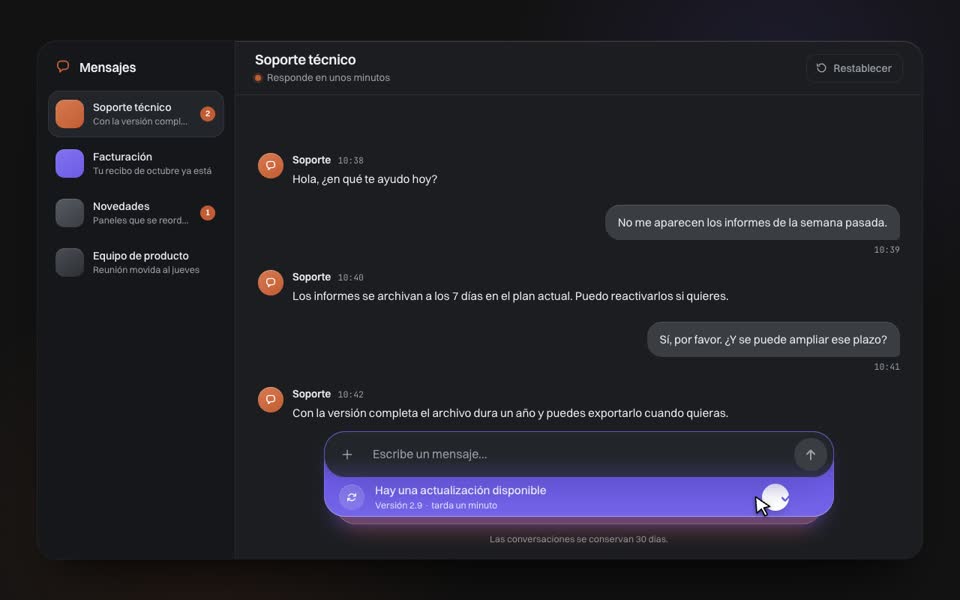 Mensajes
Soporte técnico
Con la versión compl...
2
Facturación
Tu recibo de octubre ya está
Novedades
Paneles que se reord...
1
Equipo de producto
Reunión movida al jueves
Soporte técnico
Responde en unos minutos
Restablecer
Soporte 10:38
Hola, ¿en qué te ayudo hoy?
No me aparecen los informes de la semana pasada.
10:39
Soporte 10:40
Los informes se archivan a los 7 días en el plan actual. Puedo reactivarlos si quieres.
Sí, por favor. ¿Y se puede ampliar ese plazo?
10:41
Soporte 10:42
Con la versión completa el archivo dura un año y puedes exportarlo cuando quieras.
Escribe un mensaje...
Hay una actualización disponible
Versión 2.9 · tarda un minuto
Las conversaciones se conservan 30 días.